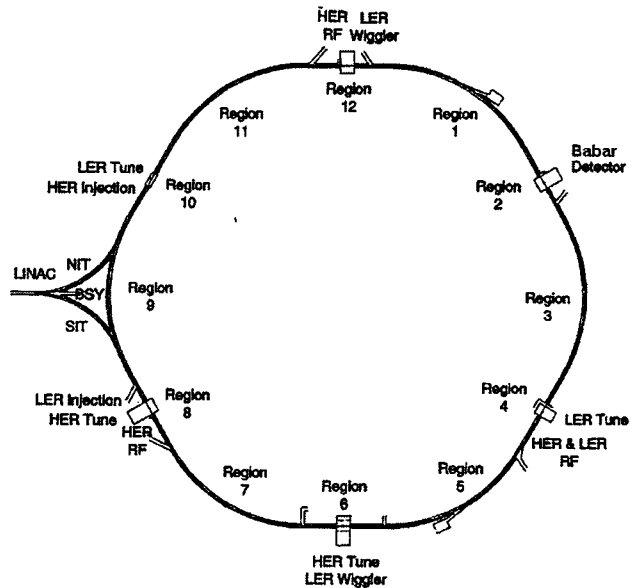 HER LER
RF Wiggler
Region
12
Region
11
Region
1
Babar
Detector
LER Tune
HER Injection
Region
10
Region
2
NIT
LINAC
BSY
SIT
Region
9
Region
3
LER Injection
HER Tune
Region
8
Region
4
LER Tune
HER
RF
HER & LER
RF
Region
7
Region
6
Region
5
HER Tune
LER Wiggler